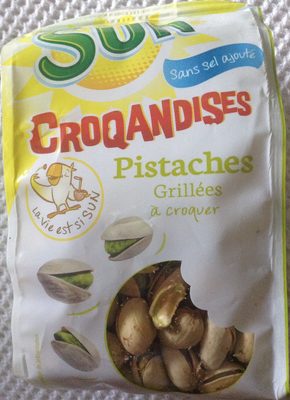 SUN
Sans sel ajouté
CROQANDISES
Pistaches
Grillées
à croquer
La vie est si SUN